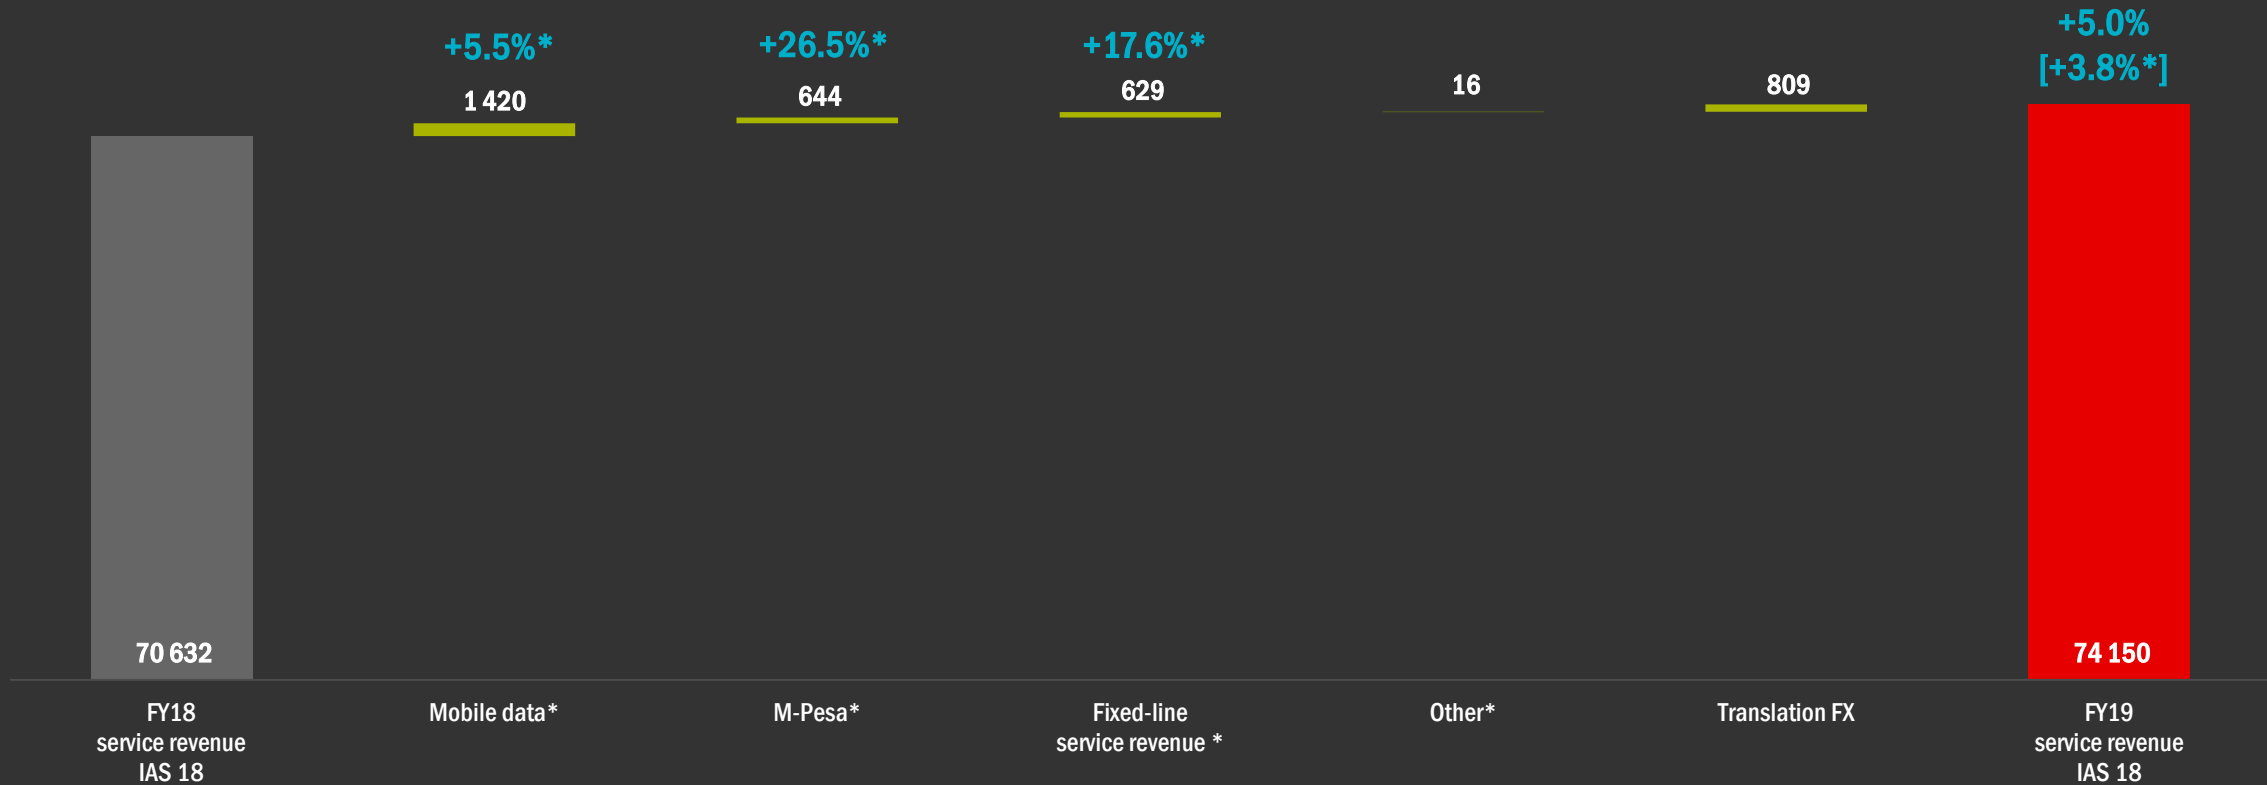 +5.5%*
1 420
+26.5%*
644
+17.6%*
629
16
809
+5.0%
[+3.8%*]
70 632
74 150
FY18
service revenue
IAS 18
Mobile data*
M-Pesa*
Fixed-line
service revenue *
Other*
Translation FX
FY19
service revenue
IAS 18